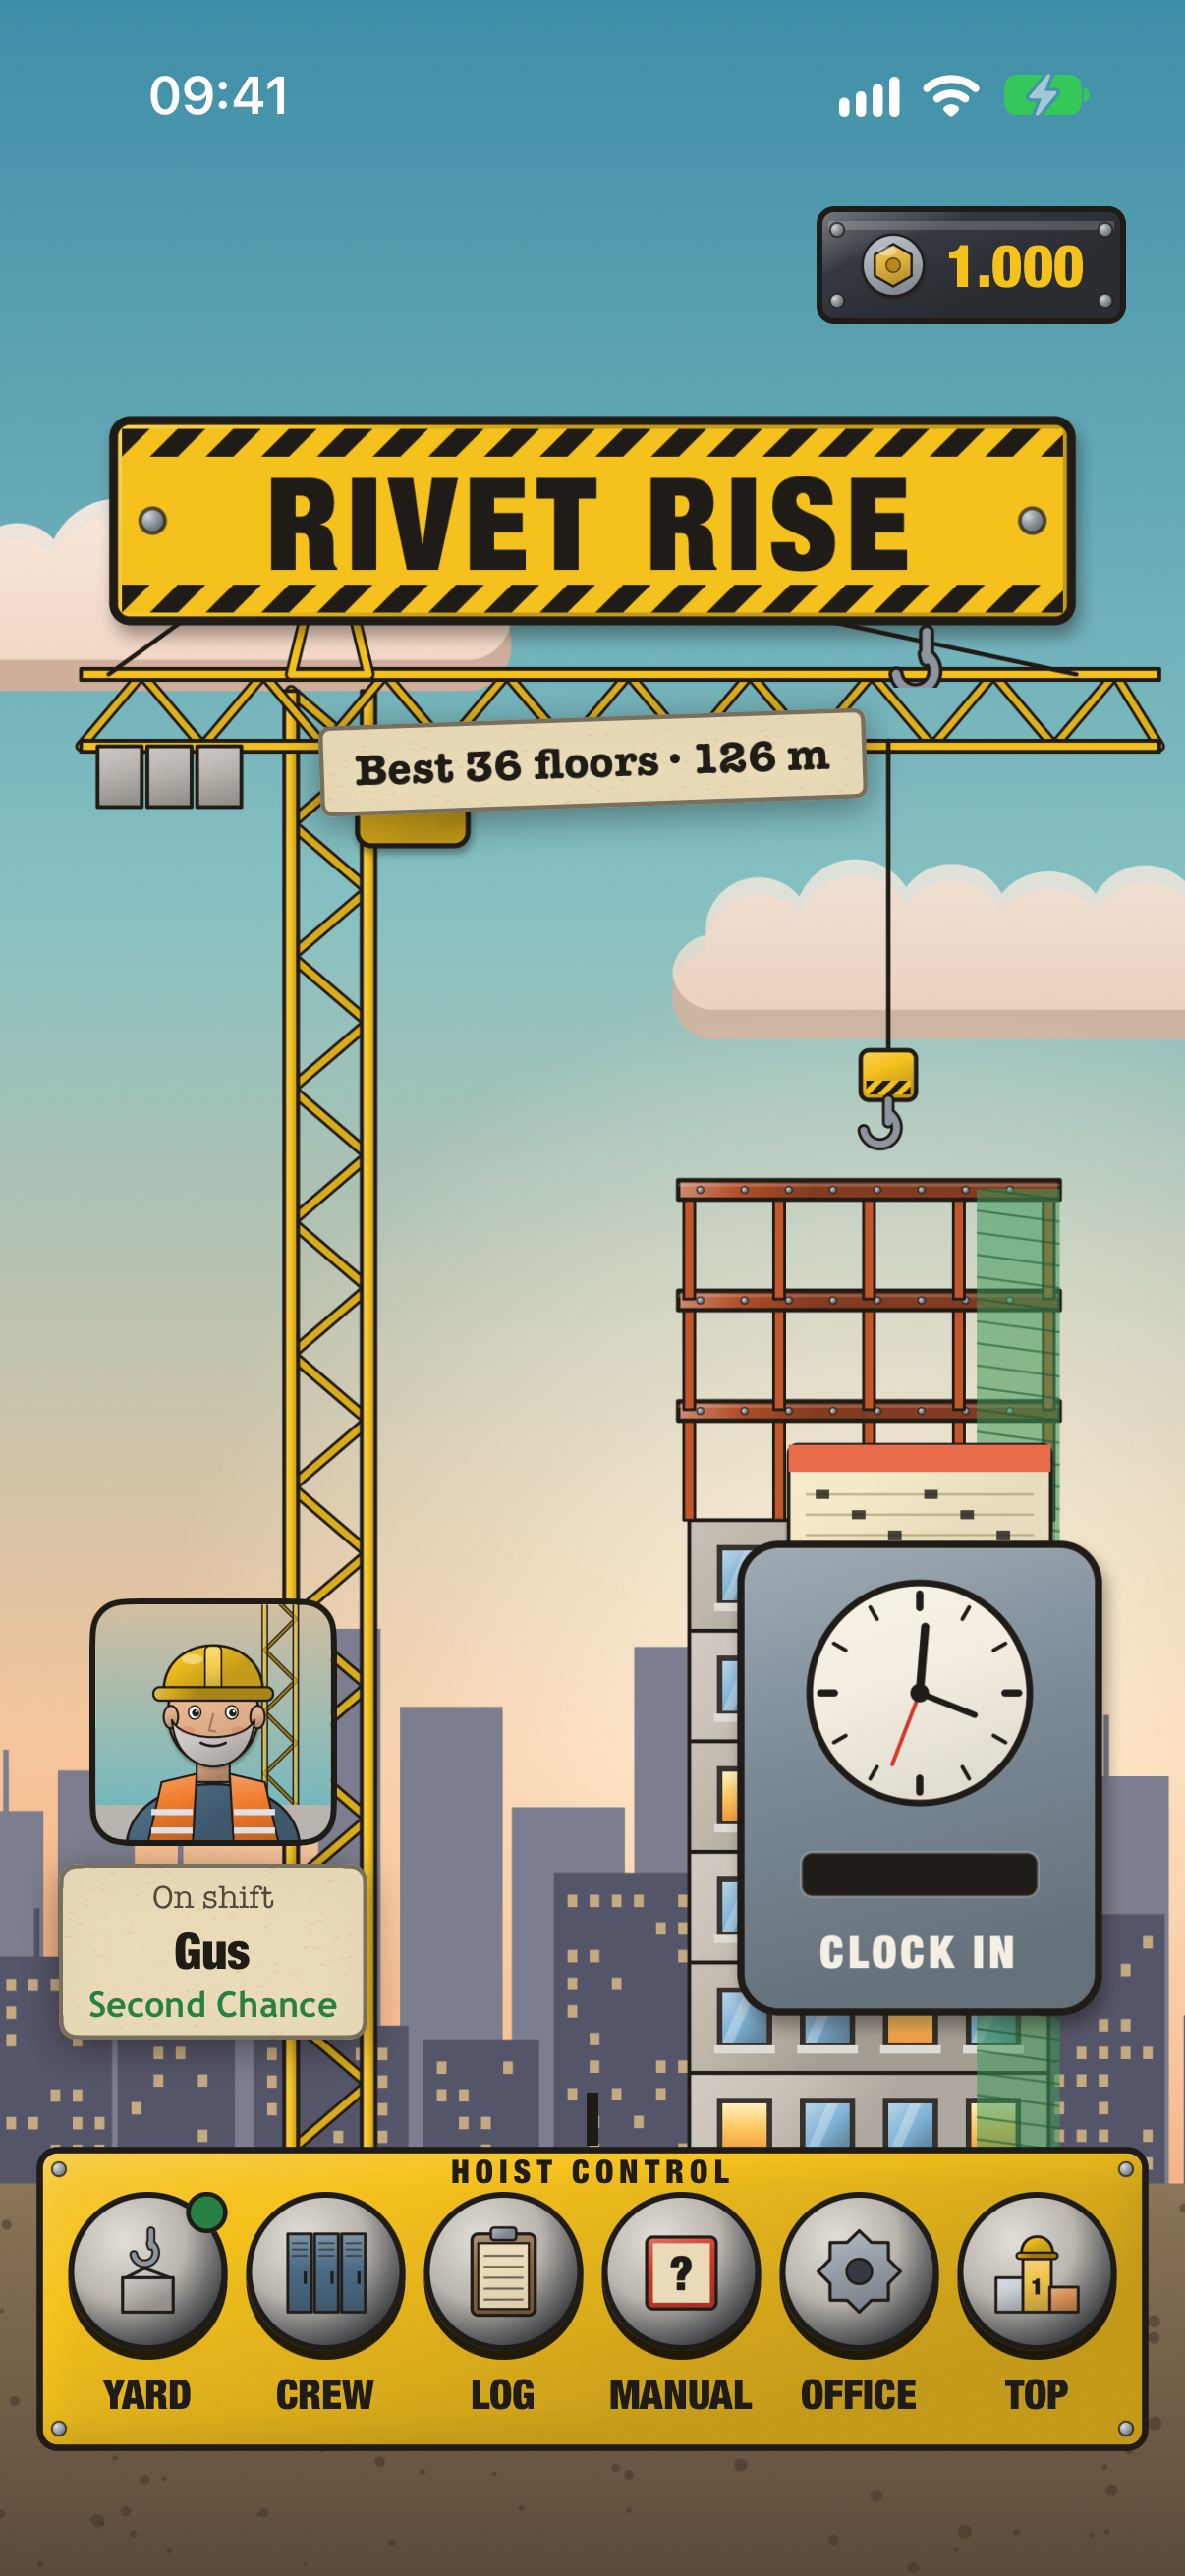 09:41
1.000
RIVET RISE
Best 36 floors · 126 m
On shift
Gus
Second Chance
CLOCK IN
HOIST CONTROL
?
1
YARD CREW LOG MANUAL OFFICE TOP